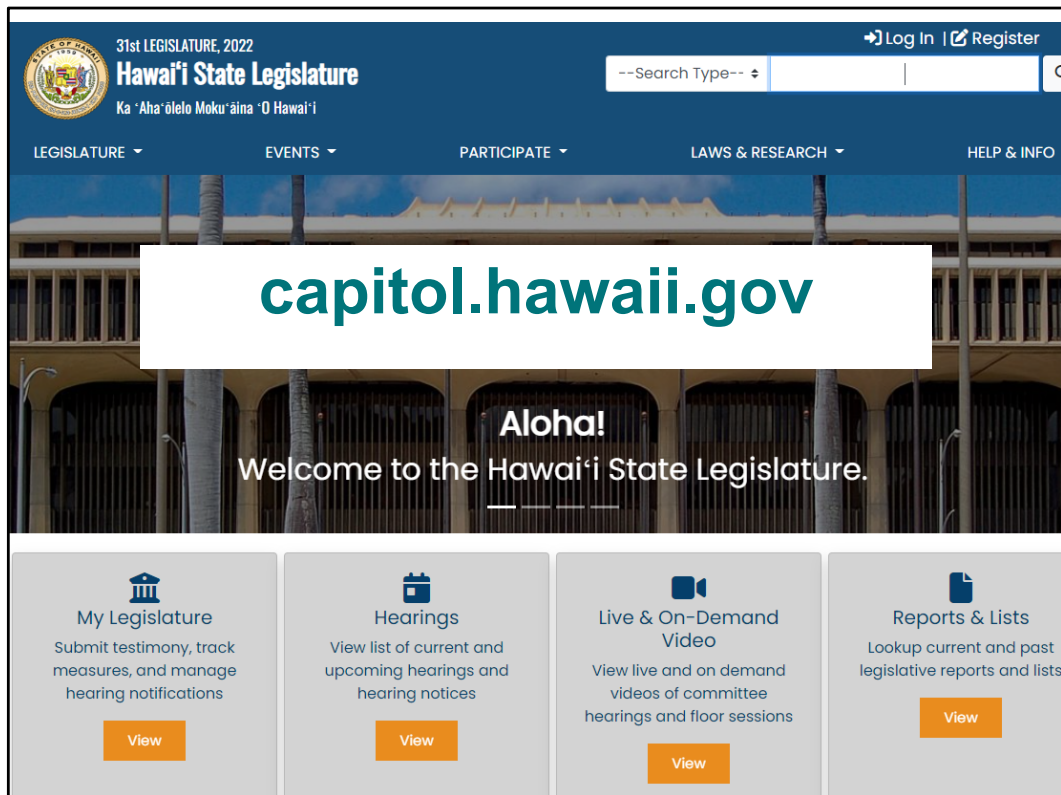 31st LEGISLATURE, 2022
Hawaiʻi State Legislature
Ka ʻAhaʻōlelo Mokuʻāina ʻO Hawaiʻi
Log In | Register
--Search Type--
LEGISLATURE
EVENTS
PARTICIPATE
LAWS & RESEARCH
HELP & INFO
capitol.hawaii.gov
Aloha!
Welcome to the Hawaiʻi State Legislature.
My Legislature
Submit testimony, track
measures, and manage
hearing notifications
View
Hearings
View list of current and
upcoming hearings and
hearing notices
View
Live & On-Demand
Video
View live and on demand
videos of committee
hearings and floor sessions
View
Reports & Lists
Lookup current and past
legislative reports and lists
View